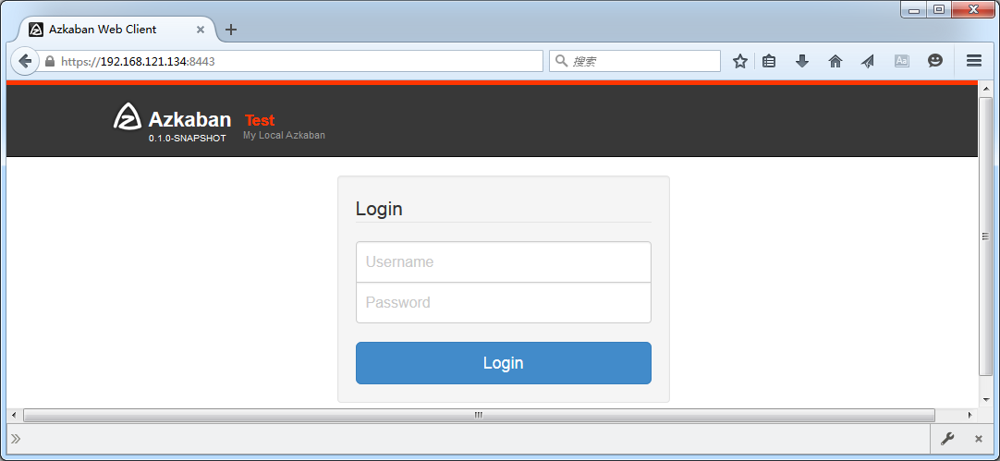 Azkaban Web Client
https://192.168.121.134:8443
搜索
Aa
Azkaban
Test
0.1.0-SNAPSHOT
My Local Azkaban
Login
Username
Password
Login